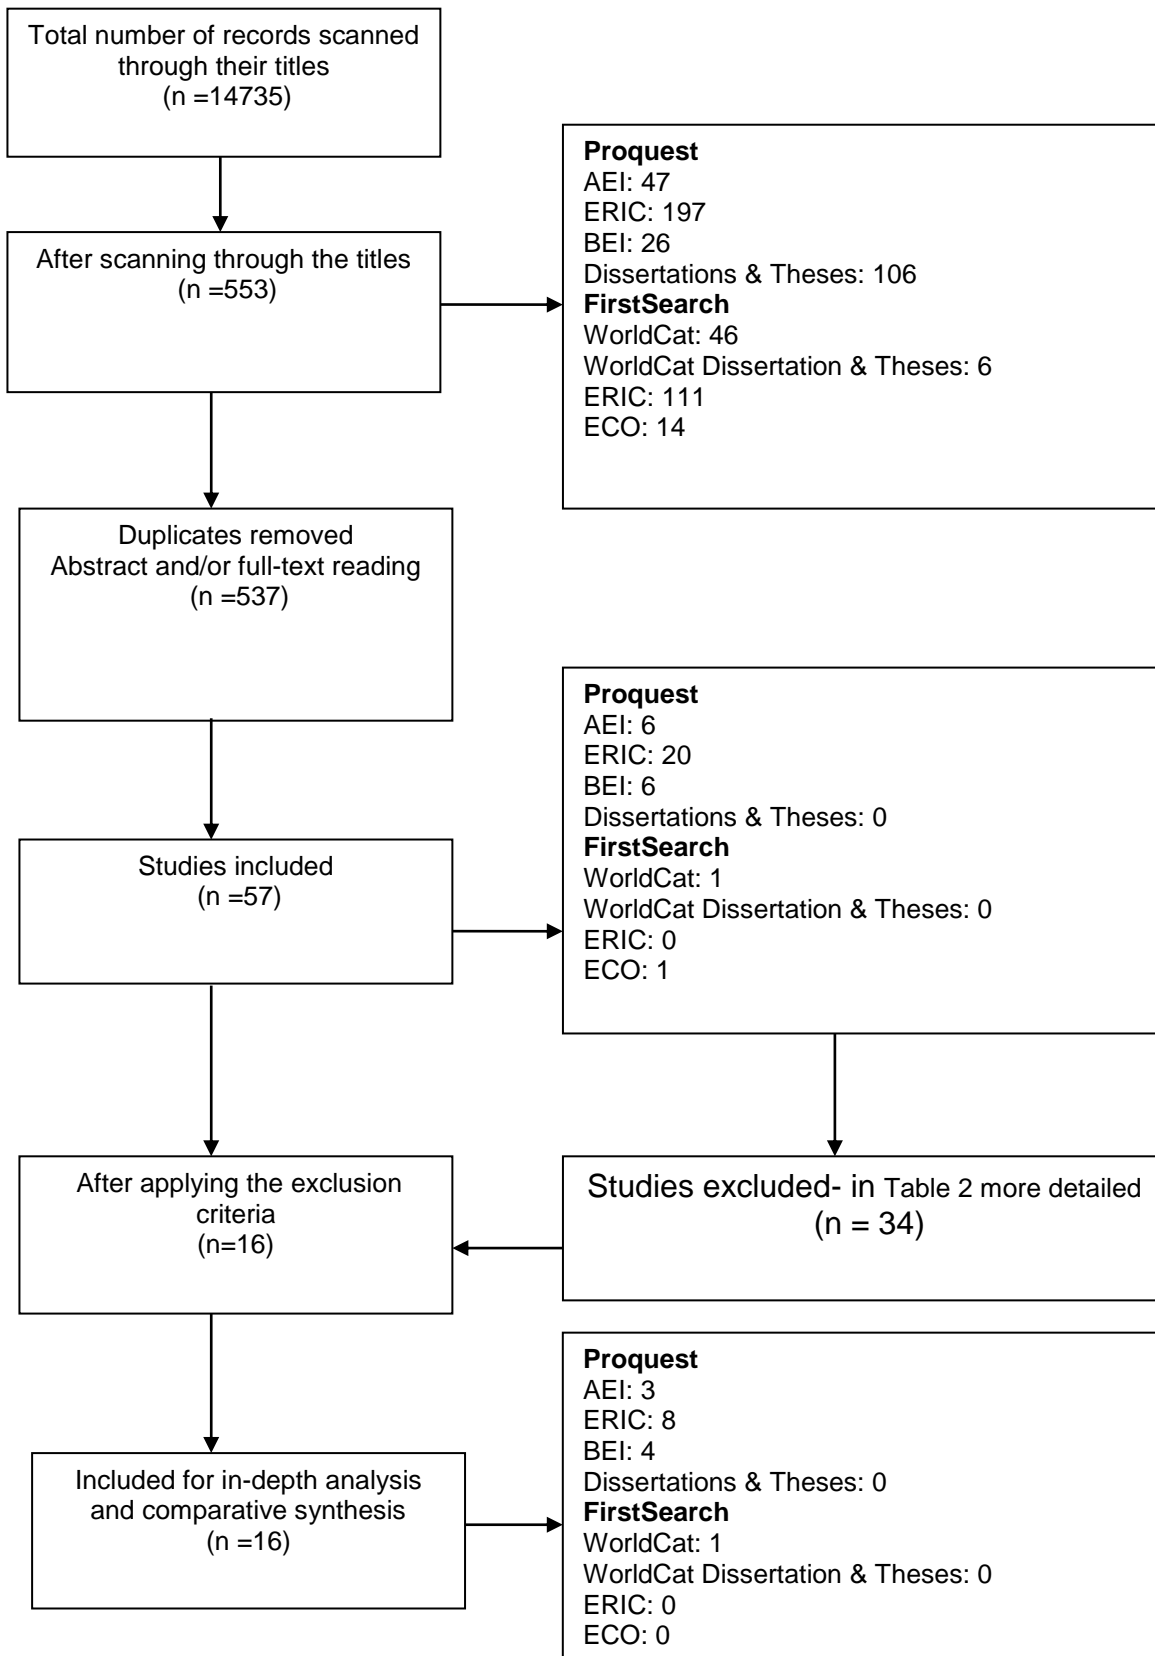 Total number of records scanned
through their titles
(n =14735)
Proquest
AEI: 47
ERIC: 197
BEI: 26
Dissertations & Theses: 106
FirstSearch
WorldCat: 46
WorldCat Dissertation & Theses: 6
ERIC: 111
ECO: 14
After scanning through the titles
(n =553)
Duplicates removed
Abstract and/or full-text reading
(n =537)
Proquest
AEI: 6
ERIC: 20
BEI: 6
Dissertations & Theses: 0
FirstSearch
WorldCat: 1
WorldCat Dissertation & Theses: 0
ERIC: 0
ECO: 1
Studies included
(n =57)
After applying the exclusion
criteria
(n=16)
Studies excluded- in Table 2 more detailed
(n = 34)
Included for in-depth analysis
and comparative synthesis
(n =16)
Proquest
AEI: 3
ERIC: 8
BEI: 4
Dissertations & Theses: 0
FirstSearch
WorldCat: 1
WorldCat Dissertation & Theses: 0
ERIC: 0
ECO: 0